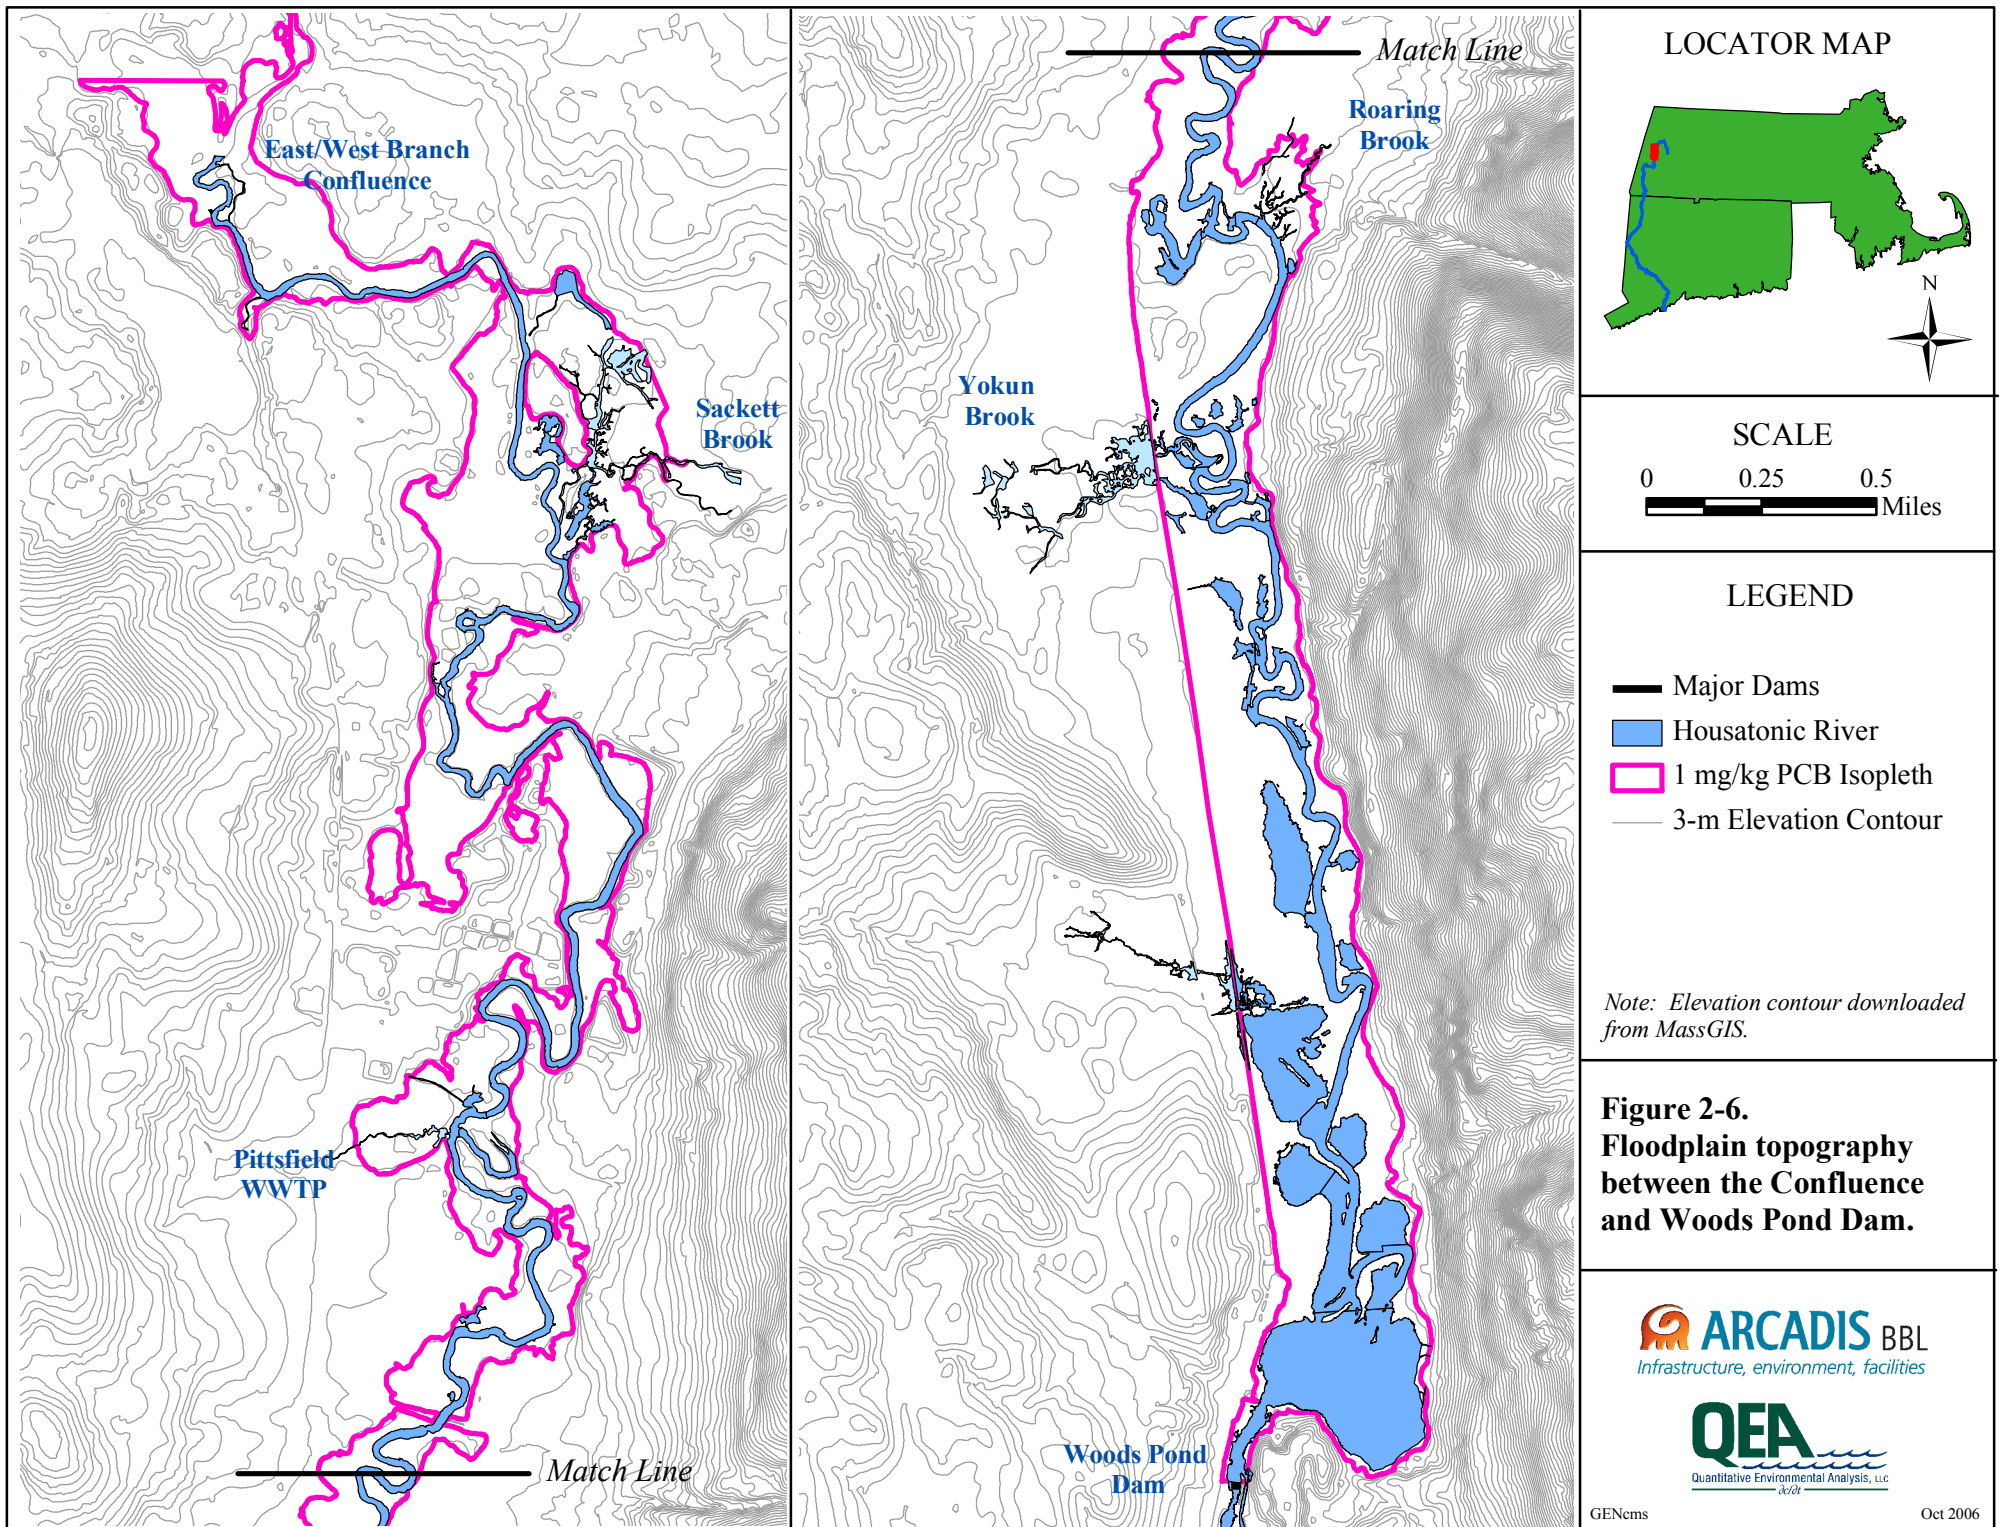 East/West Branch
Confluence
Sackett
Brook
Pittsfield
WWTP
Match Line
Match Line
Roaring
Brook
Yokun
Brook
Woods Pond
Dam
LOCATOR MAP
N
SCALE
0 0.25 0.5
Miles
LEGEND
Major Dams
Housatonic River
1 mg/kg PCB Isopleth
3-m Elevation Contour
Note: Elevation contour downloaded
from MassGIS.
Figure 2-6.
Floodplain topography
between the Confluence
and Woods Pond Dam.
ARCADIS BBL
Infrastructure, environment, facilities
QEA
Quantitative Environmental Analysis, LLC
∂c/∂t
GENcms Oct 2006